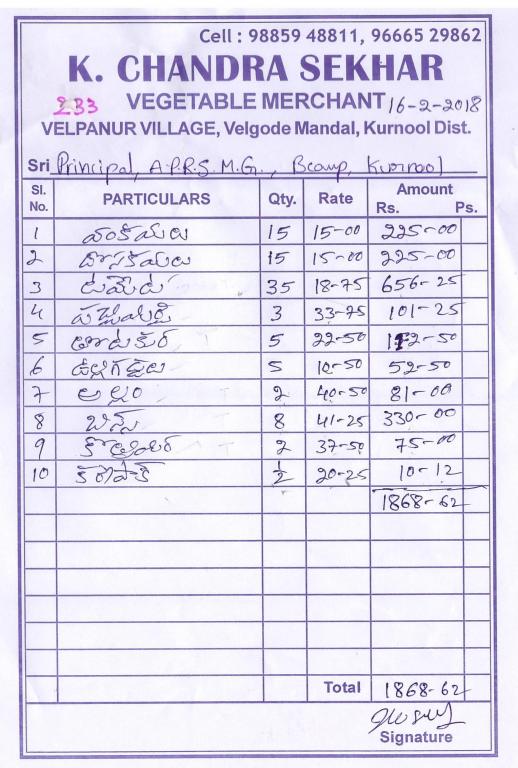 Cell : 98859 48811, 96665 29862
K. CHANDRA SEKHAR
233 VEGETABLE MERCHANT 16-2-2018
VELPANUR VILLAGE, Velgode Mandal, Kurnool Dist.
Sri Principal, A.P.R.S. M.G., Bcamp, Kurnool
Sl. No. PARTICULARS Qty. Rate Amount Rs. Ps.
1 వంకాయలు 15 15-00 225-00
2 దోసకాయలు 15 15-00 225-00
3 టమేట 35 18-75 656-25
4 పచ్చిమిర్చి 3 33-75 101-25
5 తోటకూర 5 22-50 112-50
6 ఉల్లిగడ్డలు 5 10-50 52-50
7 అల్లం 2 40-50 81-00
8 బీన్స్ 8 41-25 330-00
9 కొత్తిమీర 2 37-50 75-00
10 కరేపాక్ ½ 20-25 10-12
1868-62
Total 1868-62
Signature